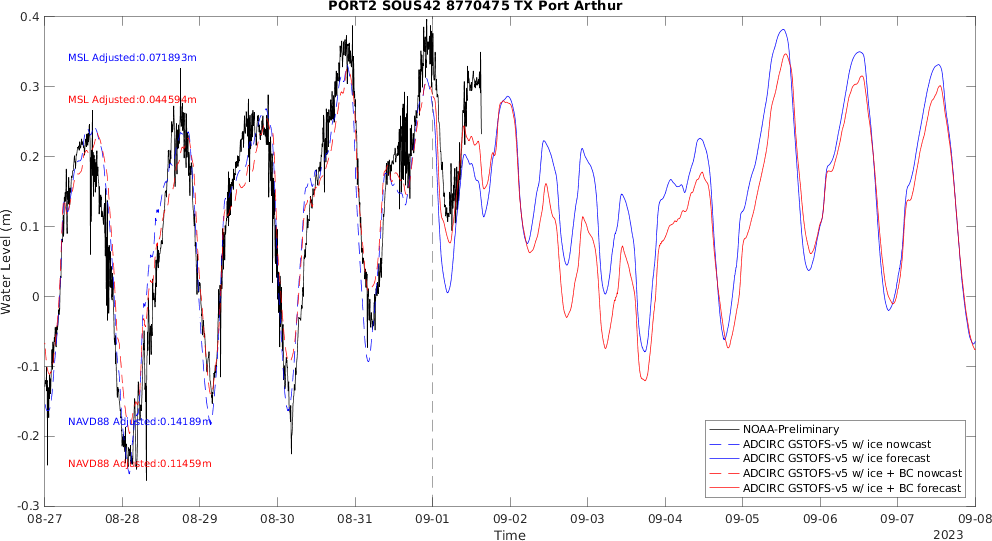 PORT2 SOUS42 8770475 TX Port Arthur
0.4
0.3
0.2
0.1
0
-0.1
-0.2
-0.3
Water Level (m)
MSL Adjusted:0.071893m
MSL Adjusted:0.044594m
NAVD88 Adjusted:0.14189m
NAVD88 Adjusted:0.11459m
NOAA-Preliminary
ADCIRC GSTOFS-v5 w/ ice nowcast
ADCIRC GSTOFS-v5 w/ ice forecast
ADCIRC GSTOFS-v5 w/ ice + BC nowcast
ADCIRC GSTOFS-v5 w/ ice + BC forecast
08-27 08-28 08-29 08-30 08-31 09-01 09-02 09-03 09-04 09-05 09-06 09-07 09-08
Time
2023